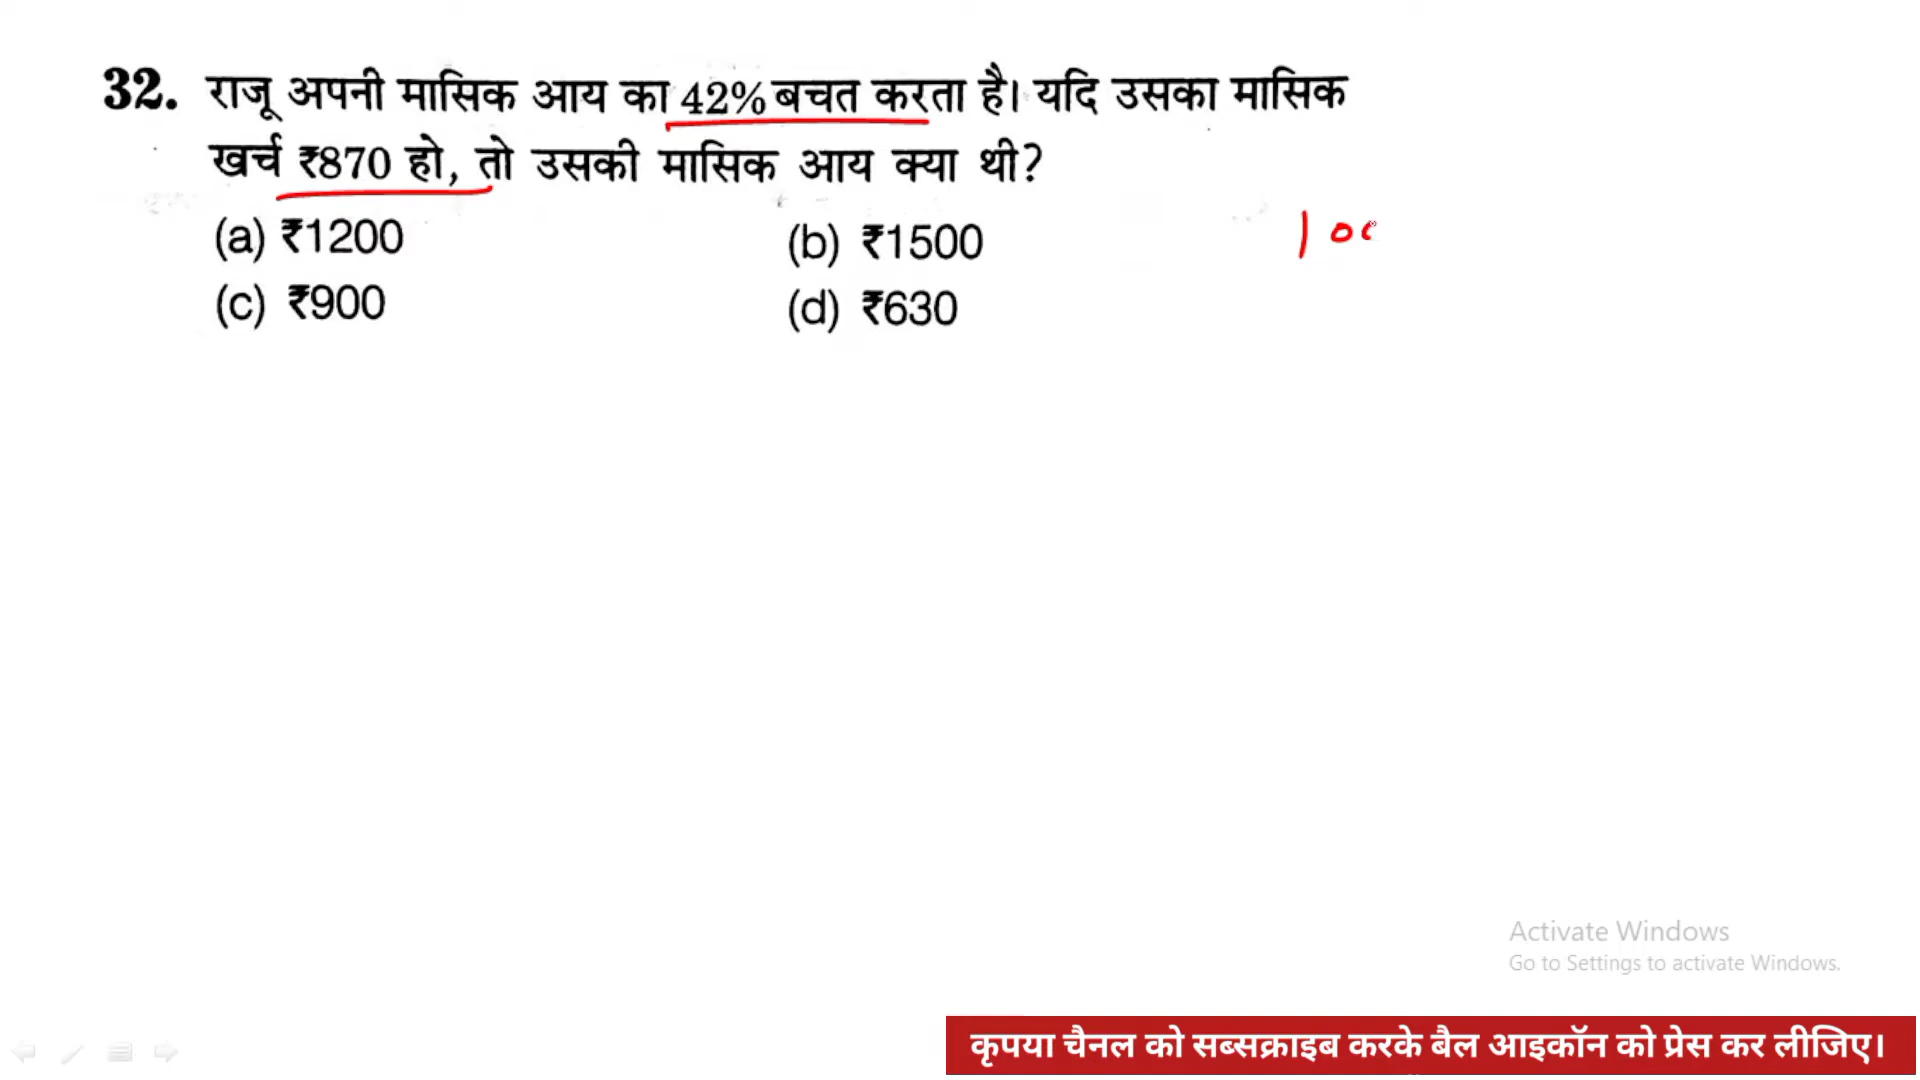 32. राजू अपनी मासिक आय का 42% बचत करता है। यदि उसका मासिक
खर्च ₹870 हो, तो उसकी मासिक आय क्या थी?
(a) ₹1200
(b) ₹1500
(c) ₹900
(d) ₹630
100
Activate Windows
Go to Settings to activate Windows.
कृपया चैनल को सब्सक्राइब करके बैल आइकॉन को प्रेस कर लीजिए।